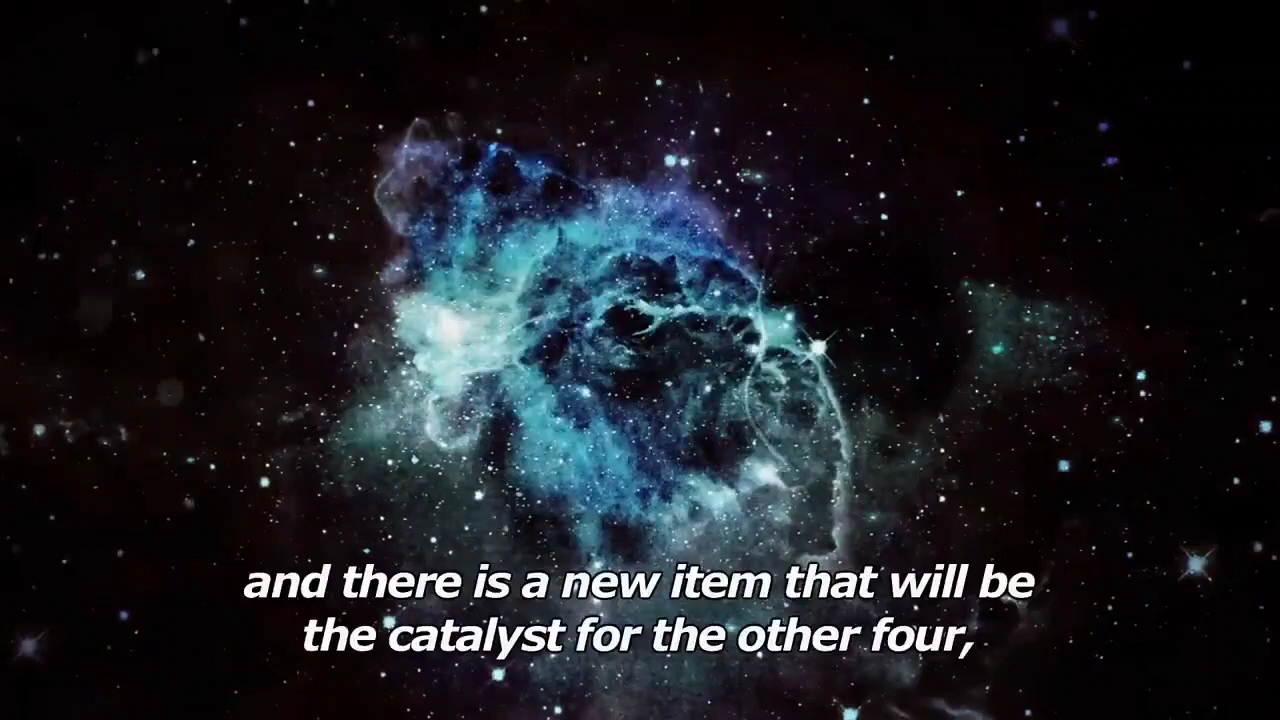 and there is a new item that will be
the catalyst for the other four,